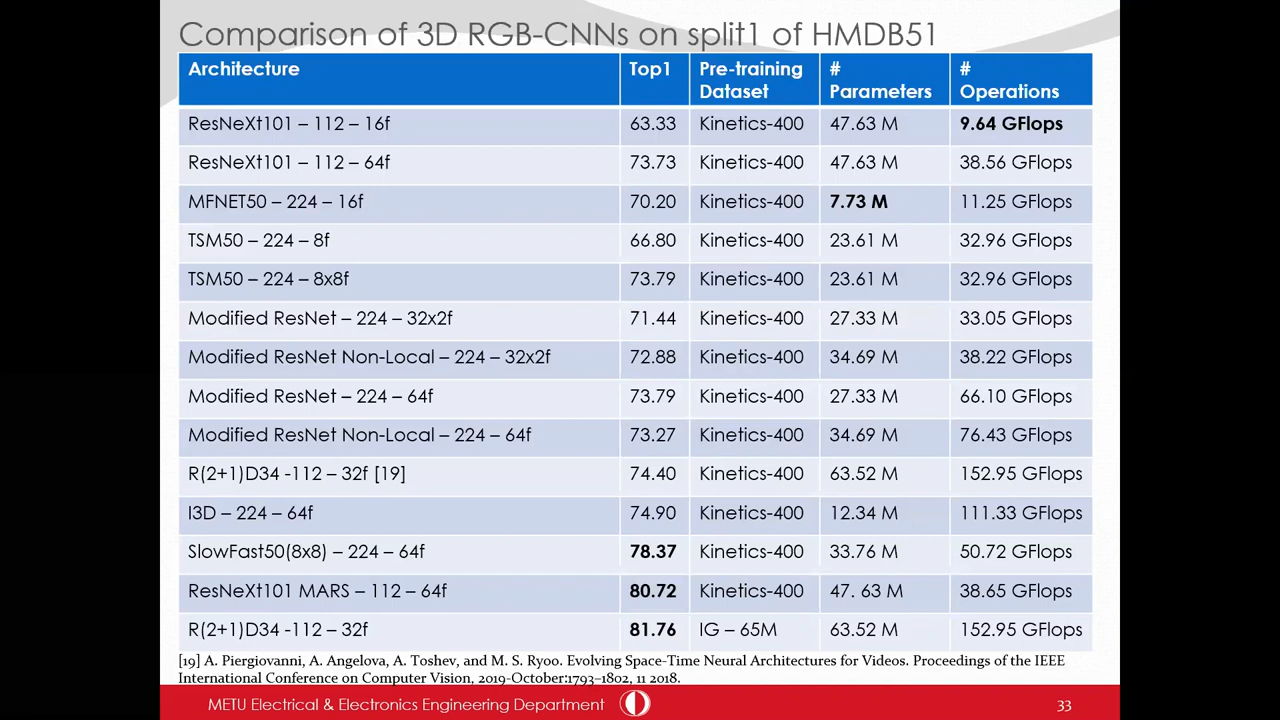 Comparison of 3D RGB-CNNs on split1 of HMDB51
Architecture Top1 Pre-training Dataset # Parameters # Operations
ResNeXt101 – 112 – 16f 63.33 Kinetics-400 47.63 M 9.64 GFlops
ResNeXt101 – 112 – 64f 73.73 Kinetics-400 47.63 M 38.56 GFlops
MFNET50 – 224 – 16f 70.20 Kinetics-400 7.73 M 11.25 GFlops
TSM50 – 224 – 8f 66.80 Kinetics-400 23.61 M 32.96 GFlops
TSM50 – 224 – 8x8f 73.79 Kinetics-400 23.61 M 32.96 GFlops
Modified ResNet – 224 – 32x2f 71.44 Kinetics-400 27.33 M 33.05 GFlops
Modified ResNet Non-Local – 224 – 32x2f 72.88 Kinetics-400 34.69 M 38.22 GFlops
Modified ResNet – 224 – 64f 73.79 Kinetics-400 27.33 M 66.10 GFlops
Modified ResNet Non-Local – 224 – 64f 73.27 Kinetics-400 34.69 M 76.43 GFlops
R(2+1)D34 -112 – 32f [19] 74.40 Kinetics-400 63.52 M 152.95 GFlops
I3D – 224 – 64f 74.90 Kinetics-400 12.34 M 111.33 GFlops
SlowFast50(8x8) – 224 – 64f 78.37 Kinetics-400 33.76 M 50.72 GFlops
ResNeXt101 MARS – 112 – 64f 80.72 Kinetics-400 47. 63 M 38.65 GFlops
R(2+1)D34 -112 – 32f 81.76 IG – 65M 63.52 M 152.95 GFlops
[19] A. Piergiovanni, A. Angelova, A. Toshev, and M. S. Ryoo. Evolving Space-Time Neural Architectures for Videos. Proceedings of the IEEE
International Conference on Computer Vision, 2019-October:1793–1802, 11 2018.
METU Electrical & Electronics Engineering Department 33